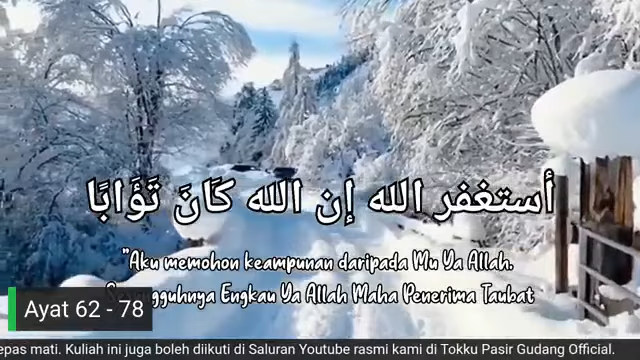 أستغفر الله إن الله كَانَ تَوَّابًا
"Aku memohon keampunan daripada Mu Ya Allah.
Engkau Ya Allah Maha Penerima Taubat
Ayat 62 - 78
epas mati. Kuliah ini juga boleh diikuti di Saluran Youtube rasmi kami di Tokku Pasir Gudang Official.